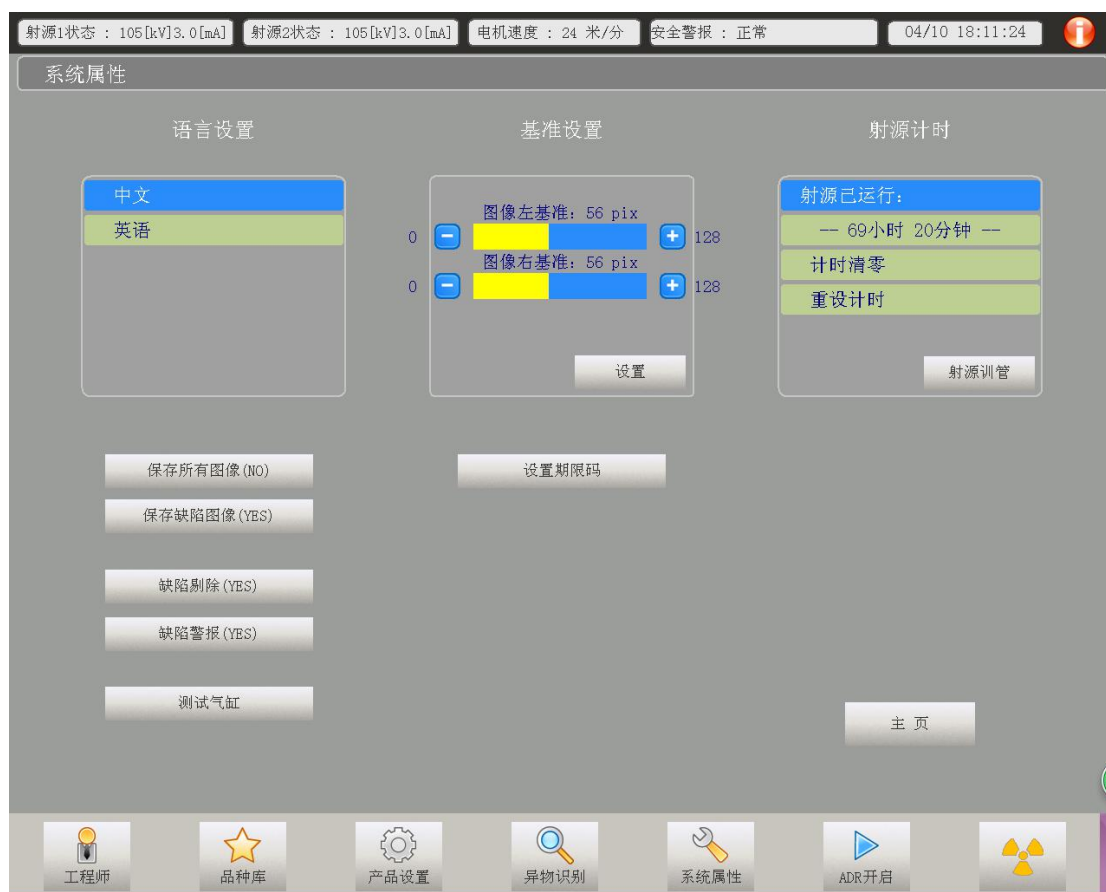 射源1状态 : 105[kV]3.0[mA] 射源2状态 : 105[kV]3.0[mA] 电机速度 : 24 米/分 安全警报 : 正常 04/10 18:11:24
系统属性
语言设置 基准设置 射源计时
中文
英语
图像左基准: 56 pix
0 128
图像右基准: 56 pix
0 128
设置
射源已运行:
-- 69小时 20分钟 --
计时清零
重设计时
射源训管
保存所有图像(NO)
保存缺陷图像(YES)
缺陷剔除(YES)
缺陷警报(YES)
测试气缸
设置期限码
主 页
工程师 品种库 产品设置 异物识别 系统属性 ADR开启